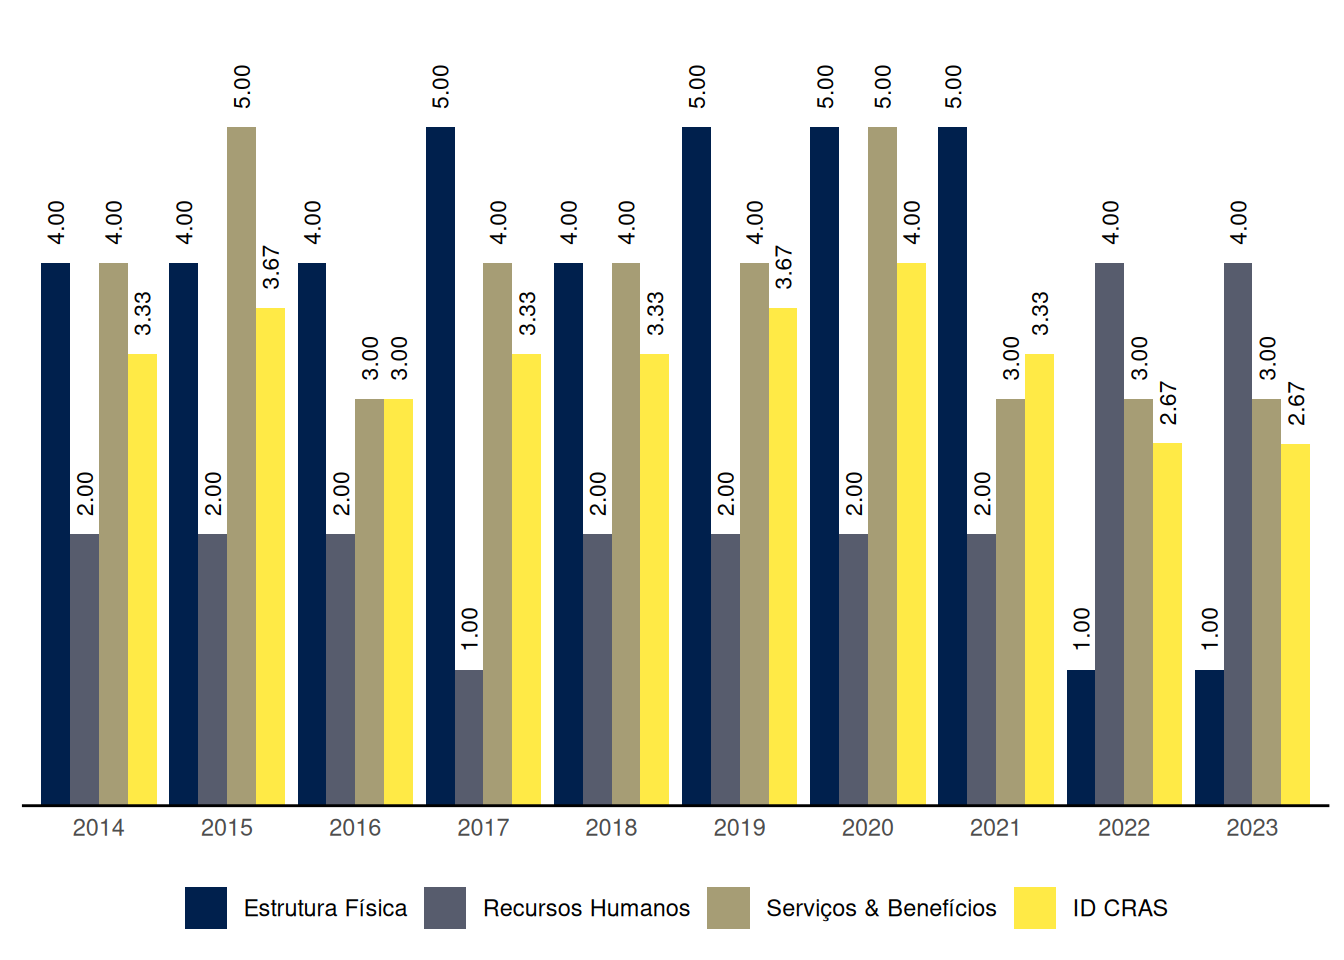 5.00 5.00 5.00 5.00 5.00 5.00
4.00 4.00 4.00 4.00 4.00 4.00 4.00 4.00 4.00 4.00 4.00
3.67 3.67
3.33 3.33 3.33 3.33
3.00 3.00 3.00 3.00 3.00
2.67 2.67
2.00 2.00 2.00 2.00 2.00 2.00 2.00
1.00 1.00 1.00
2014 2015 2016 2017 2018 2019 2020 2021 2022 2023
Estrutura Física Recursos Humanos Serviços & Benefícios ID CRAS